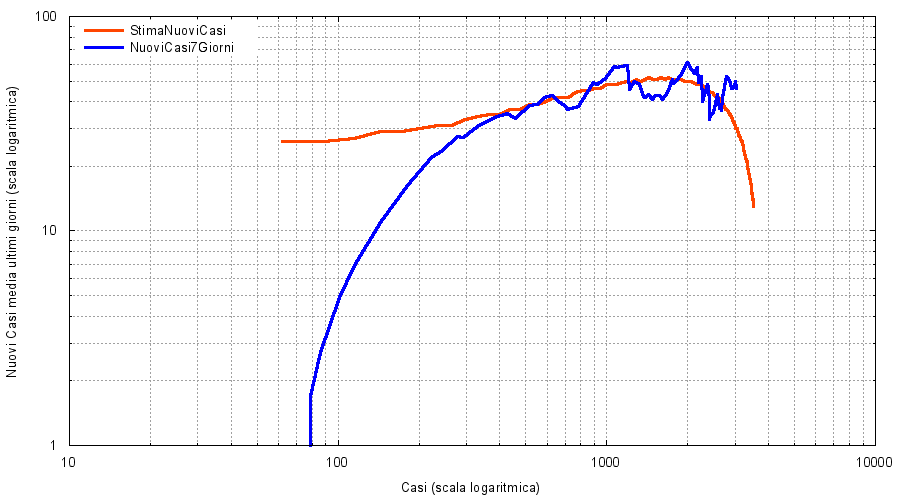 100
StimaNuoviCasi
NuoviCasi7Giorni
Nuovi Casi media ultimi giorni (scala logaritmica)
10
1
10
100
1000
10000
Casi (scala logaritmica)